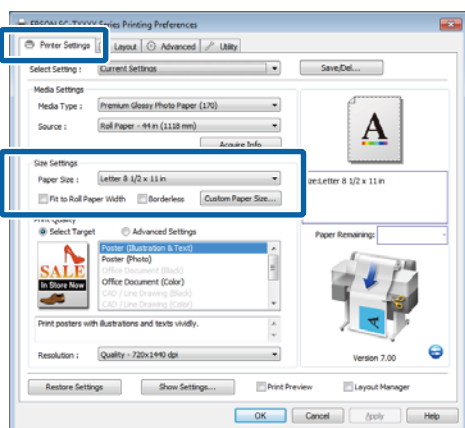 EPSON SC-TXXXX Series Printing Preferences
Printer Settings
Layout
Advanced
Utility
Select Setting :
Current Settings
Save/Del...
Media Settings
Media Type :
Premium Glossy Photo Paper (170)
Source :
Roll Paper - 44 in (1118 mm)
Acquire Info
A
Size Settings
Paper Size :
Letter 8 1/2 x 11 in
Fit to Roll Paper Width
Borderless
Custom Paper Size...
ize:Letter 8 1/2 x 11 in
Print Quality
Select Target
Advanced Settings
SALE
In Store Now
Poster (Illustration & Text)
Poster (Photo)
Office Document (Black)
Office Document (Color)
CAD / Line Drawing (Black)
CAD / Line Drawing (Color)
Paper Remaining:
-
Print posters with illustrations and texts vividly.
Resolution :
Quality - 720x1440 dpi
A
Version 7.00
Restore Settings
Show Settings...
Print Preview
Layout Manager
OK
Cancel
Apply
Help